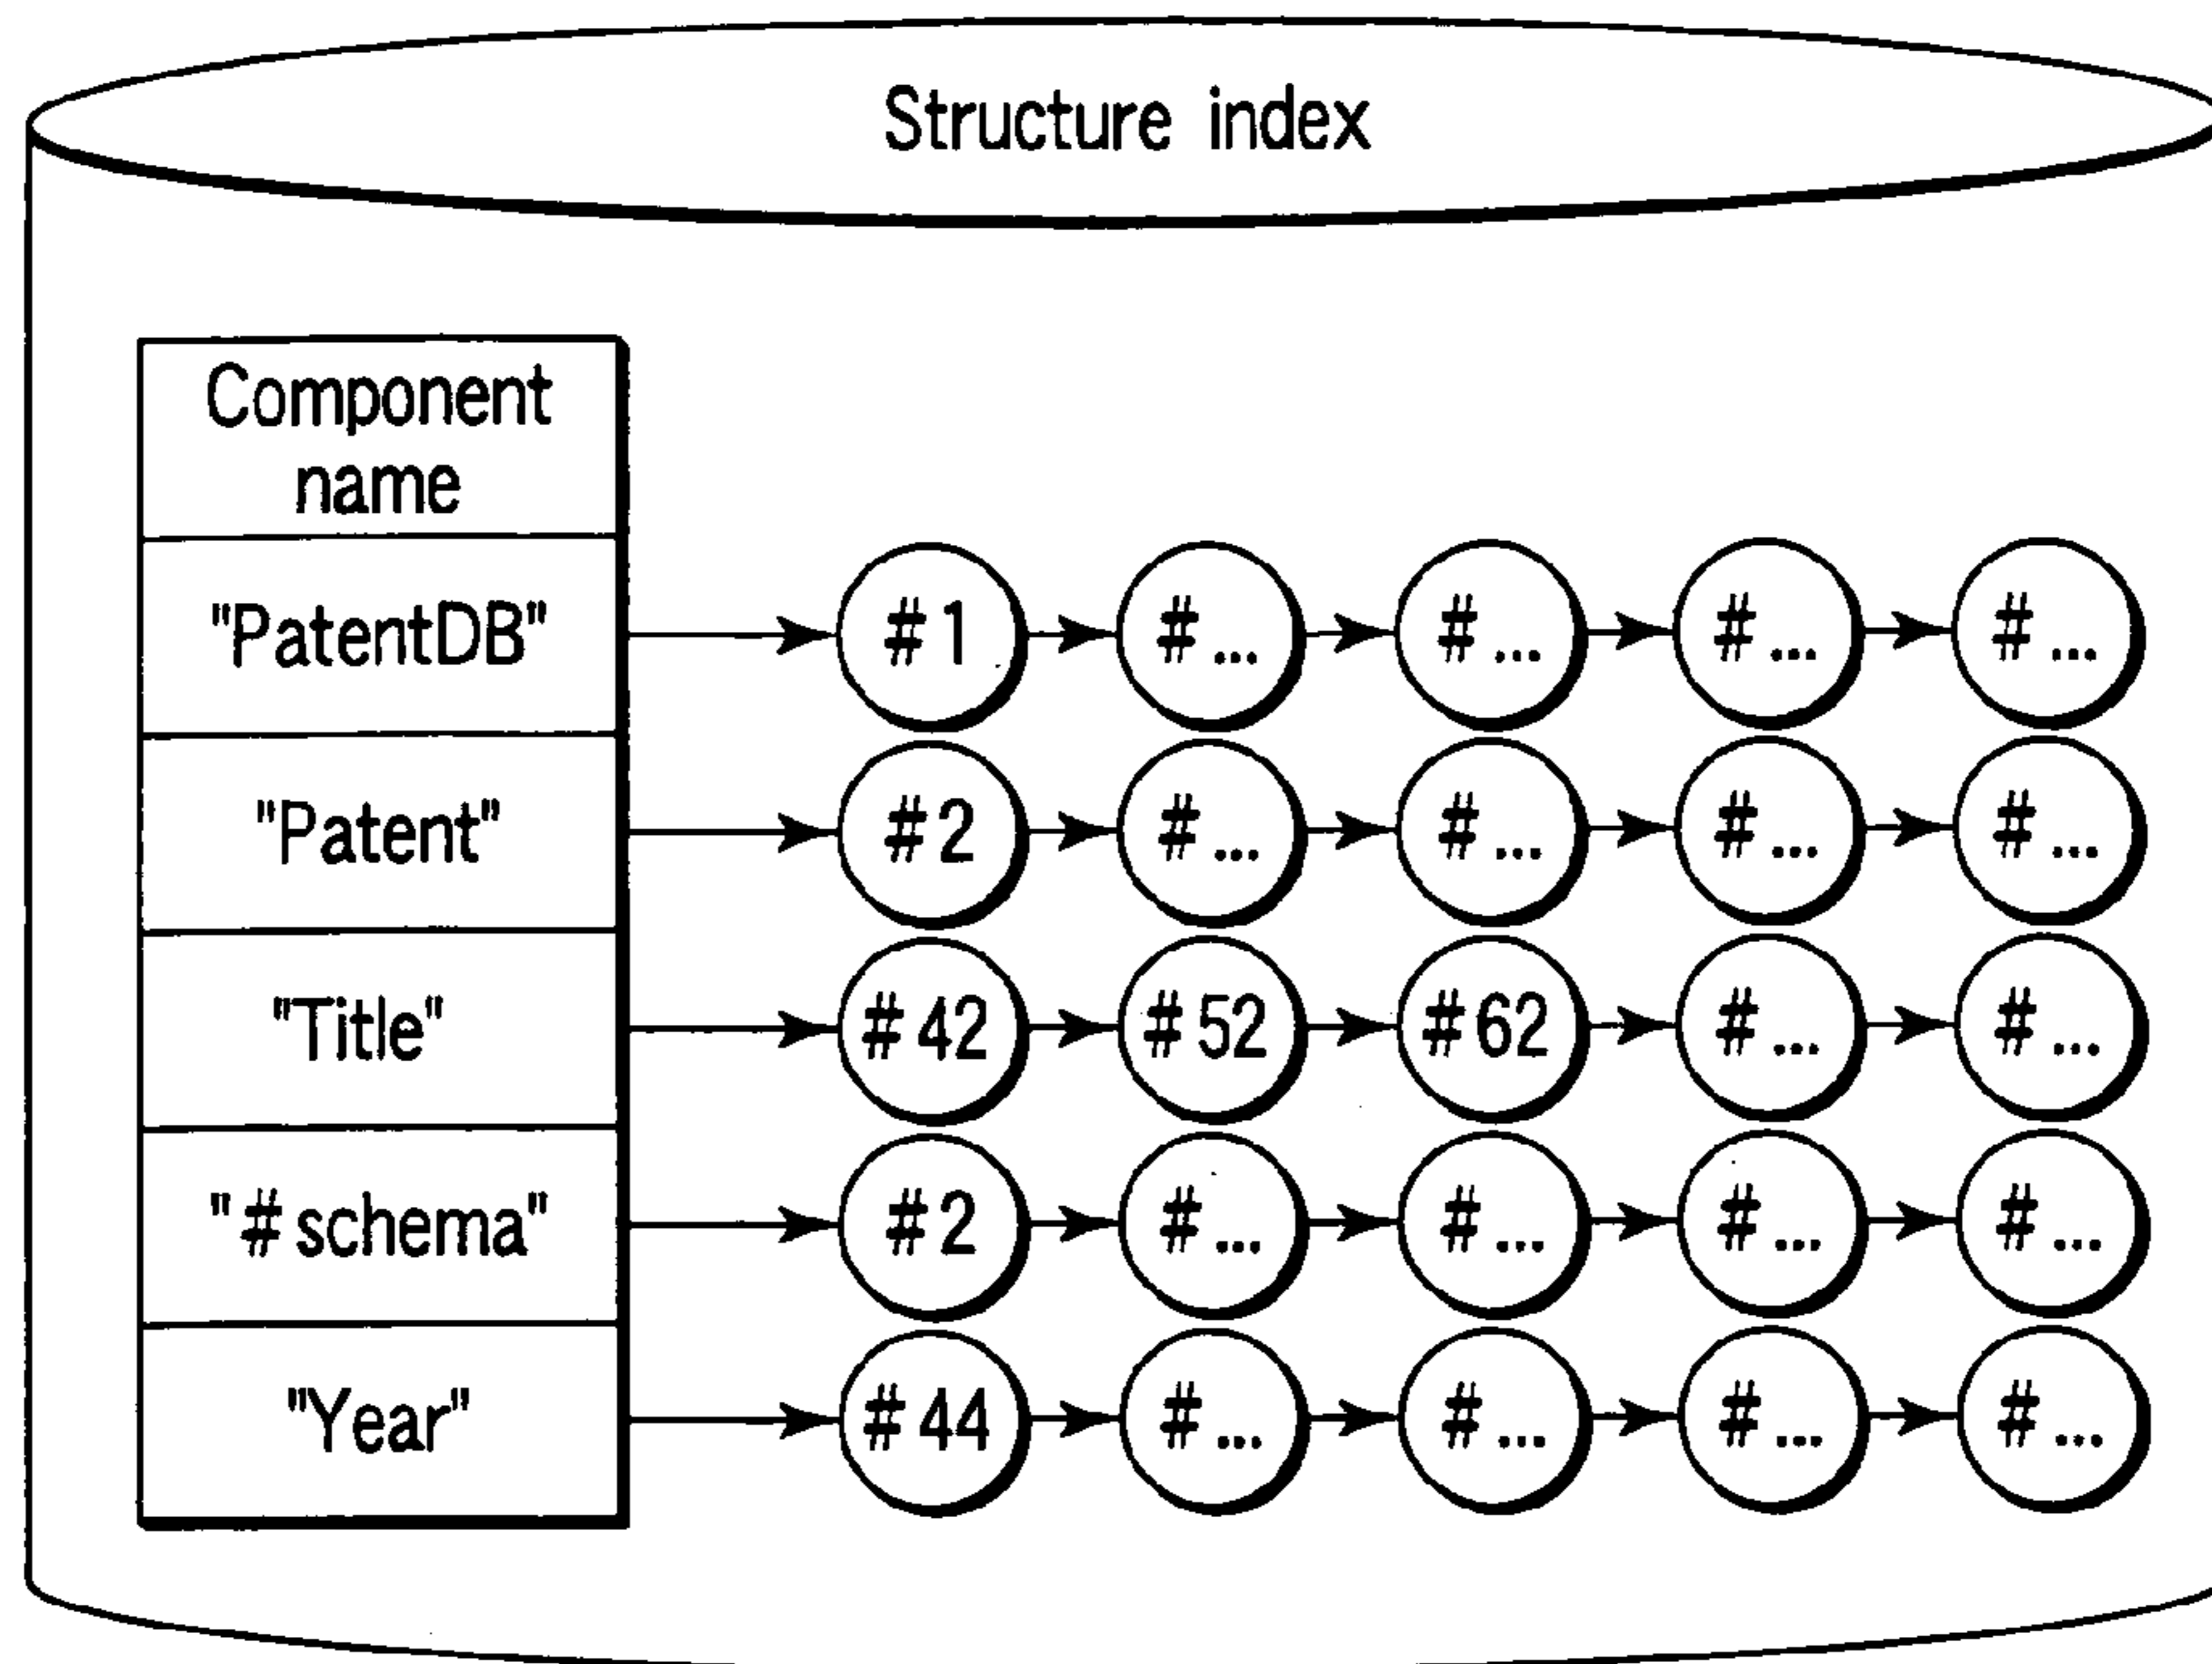 Structure index
Component
name
"PatentDB" #1 #... #... #... #...
"Patent" #2 #... #... #... #...
"Title" #42 #52 #62 #... #...
"#schema" #2 #... #... #... #...
"Year" #44 #... #... #... #...